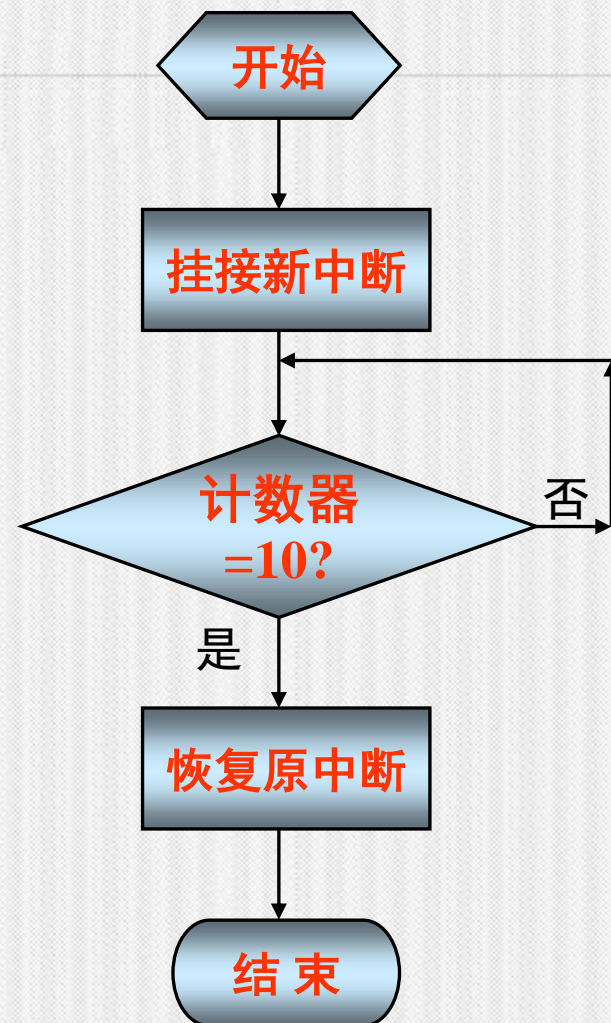 开始
挂接新中断
计数器
=10?
否
是
恢复原中断
结 束